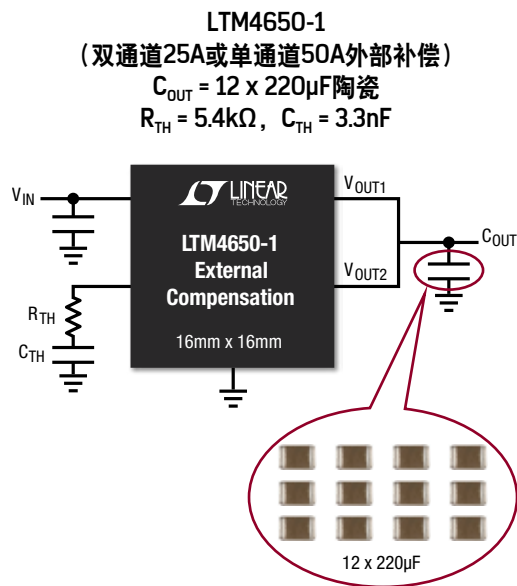 LTM4650-1
（双通道25A或单通道50A外部补偿）
COUT = 12 x 220µF陶瓷
RTH = 5.4kΩ，CTH = 3.3nF
VIN
LINEAR
TECHNOLOGY
VOUT1
LTM4650-1
External
Compensation
COUT
VOUT2
RTH
16mm x 16mm
CTH
12 x 220µF